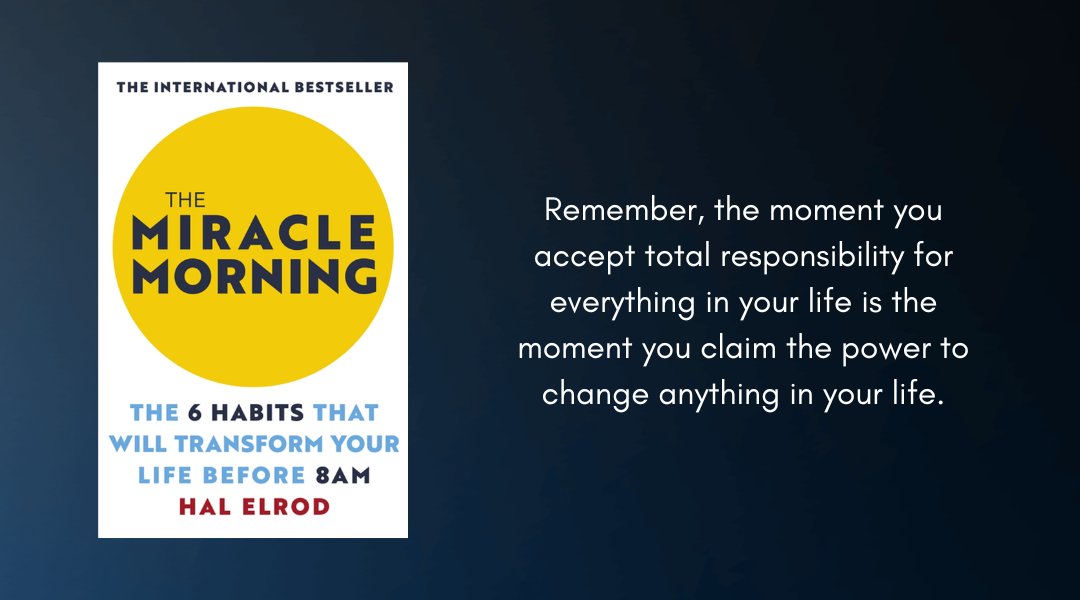 THE INTERNATIONAL BESTSELLER
THE
MIRACLE
MORNING
THE 6 HABITS THAT
WILL TRANSFORM YOUR
LIFE BEFORE 8AM
HAL ELROD
Remember, the moment you
accept total responsibility for
everything in your life is the
moment you claim the power to
change anything in your life.